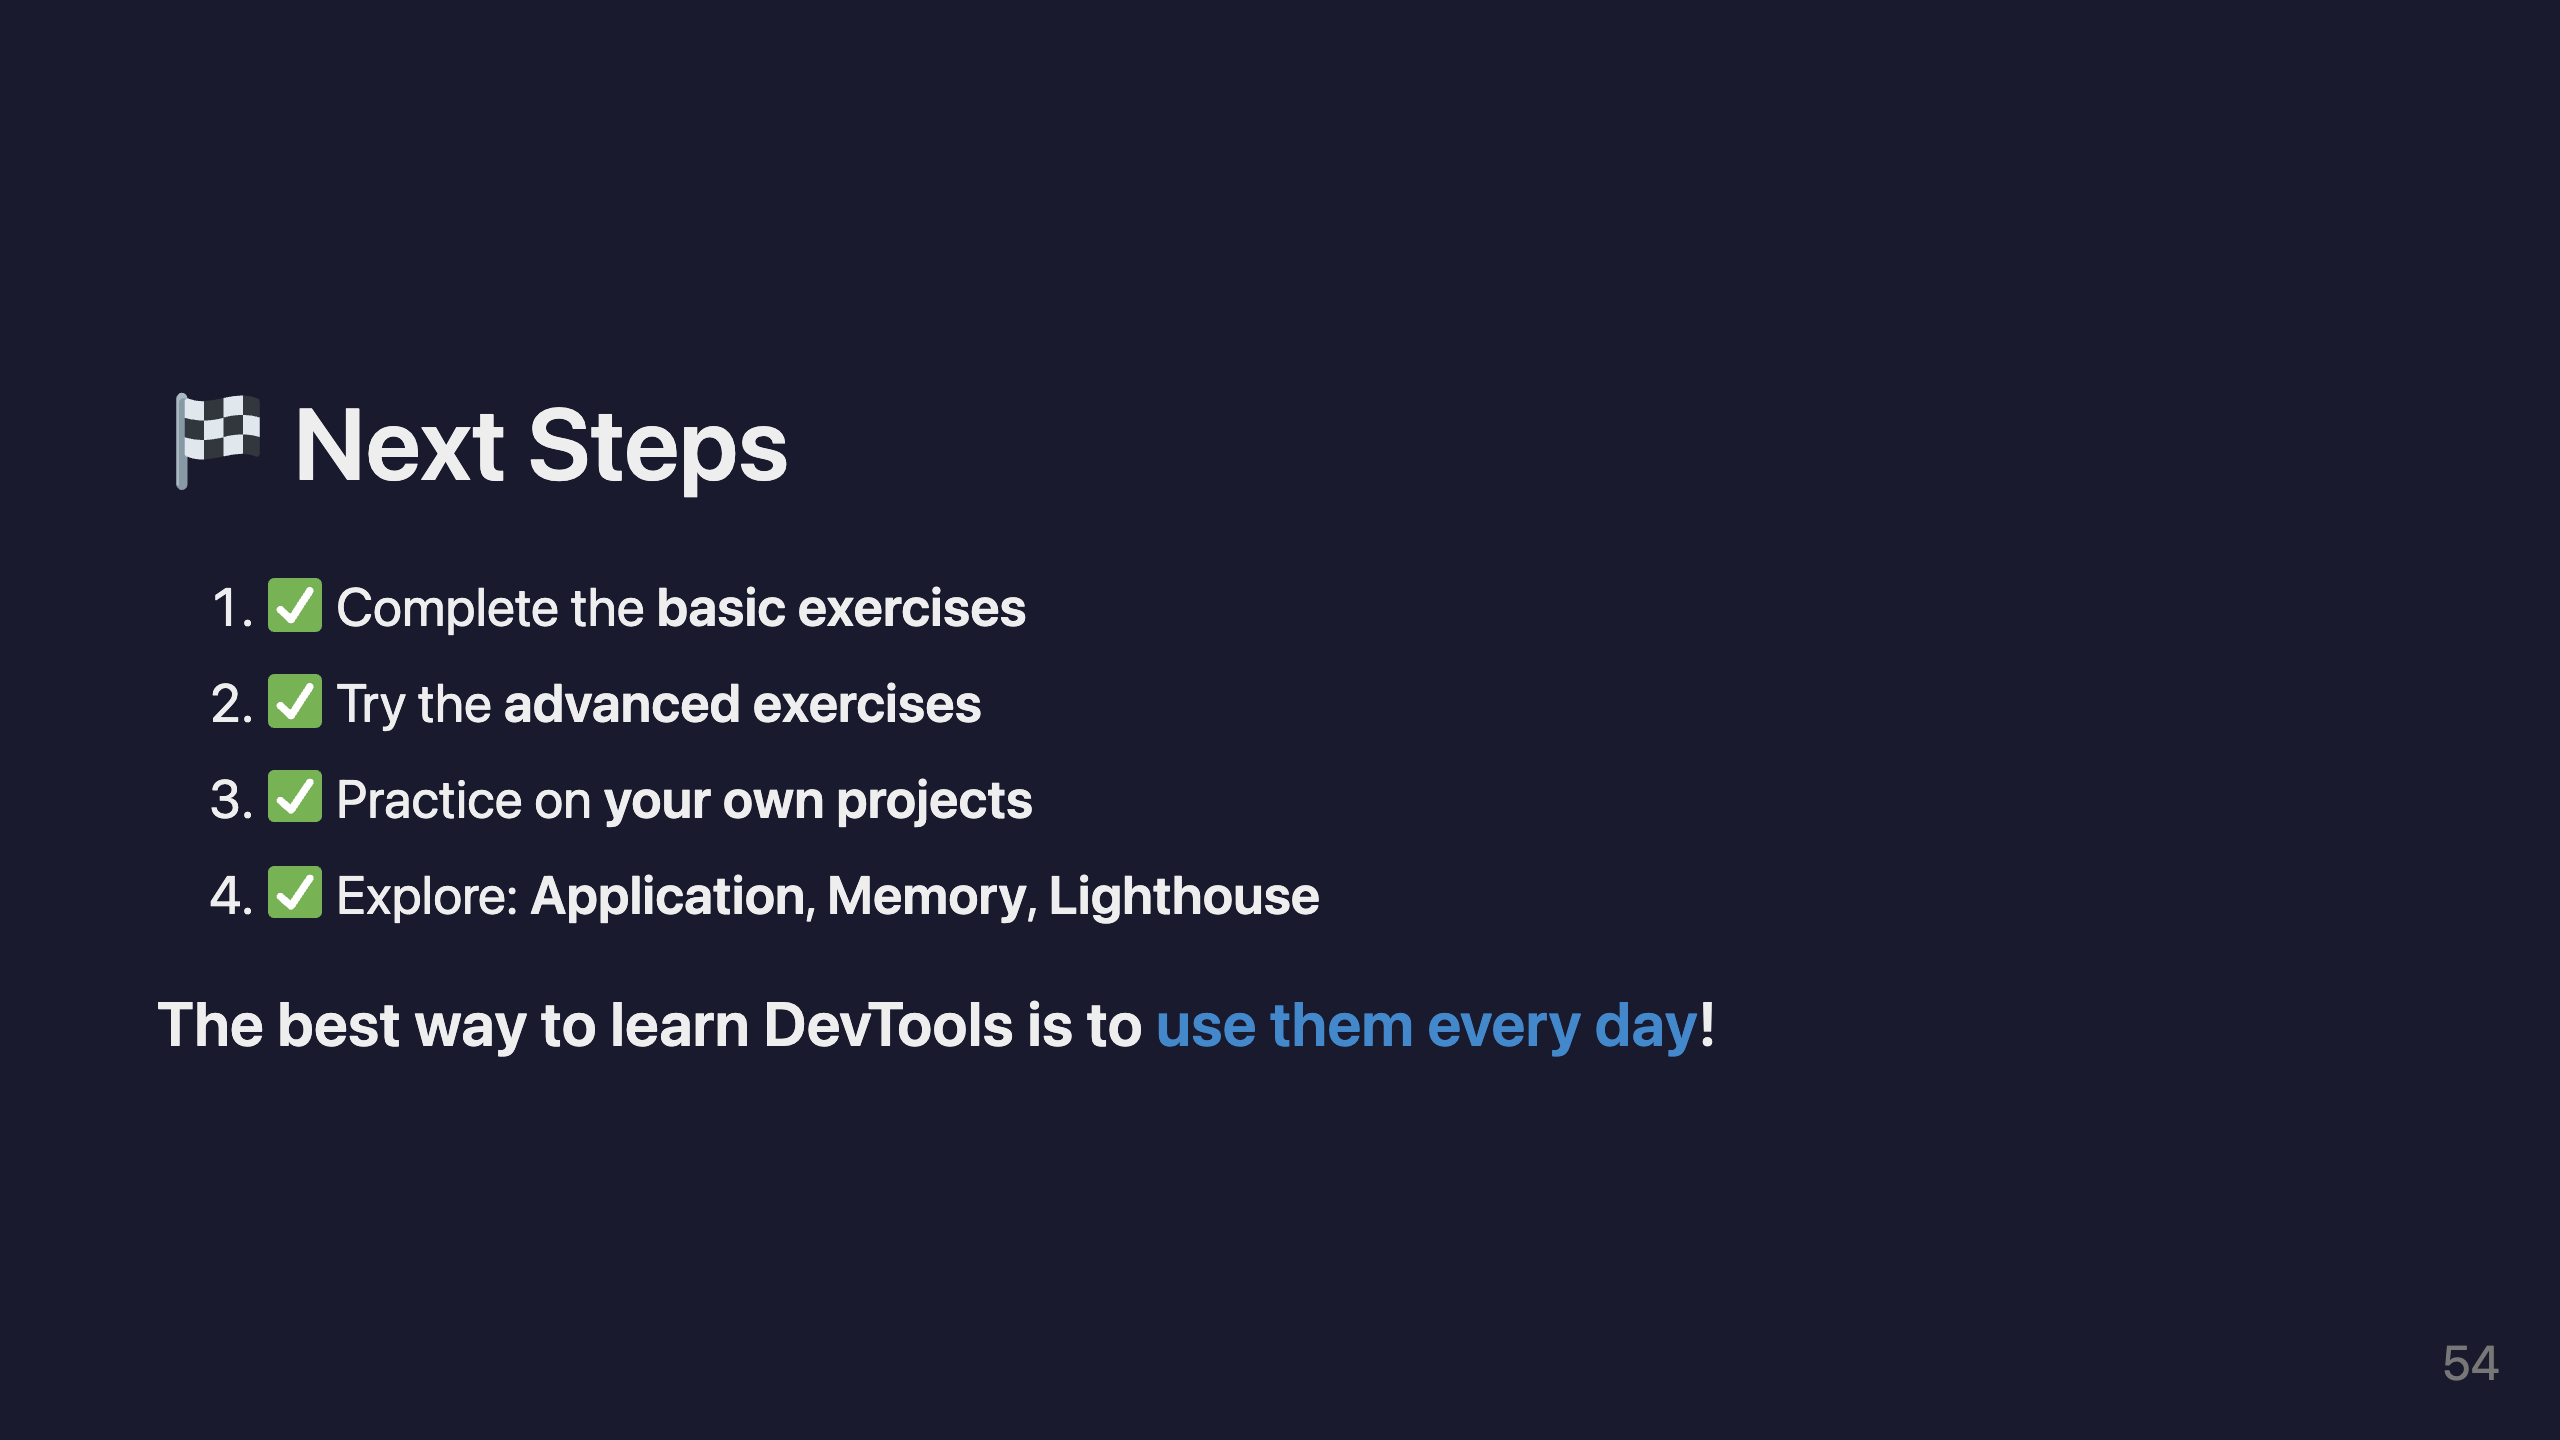 🏁 Next Steps
1. ✅ Complete the basic exercises
2. ✅ Try the advanced exercises
3. ✅ Practice on your own projects
4. ✅ Explore: Application, Memory, Lighthouse
The best way to learn DevTools is to use them every day!
54